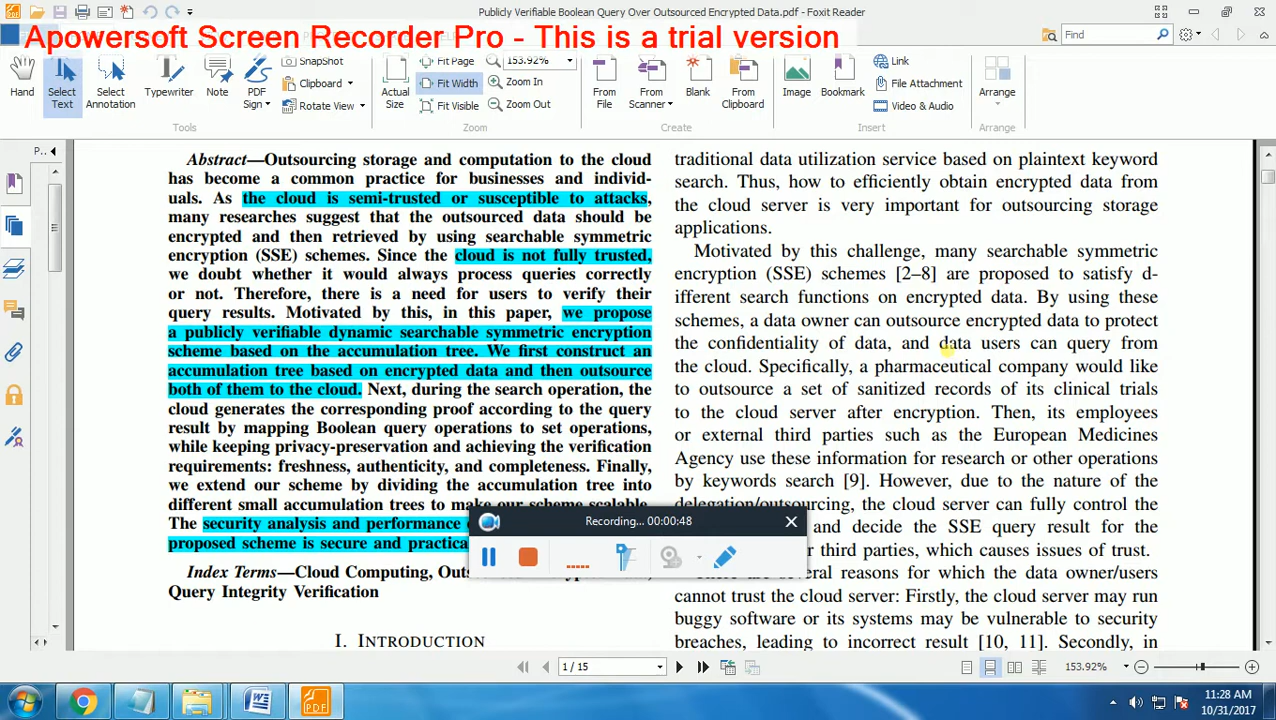 Publicly Verifiable Boolean Query Over Outsourced Encrypted Data.pdf - Foxit Reader
Apowersoft Screen Recorder Pro - This is a trial version
Find
Hand
Select
Text
Select
Annotation
Typewriter
Note
PDF
Sign
SnapShot
Clipboard
Rotate View
Tools
Actual
Size
Fit Page
Fit Width
Fit Visible
153.92%
Zoom In
Zoom Out
Zoom
From
File
From
Scanner
Blank
From
Clipboard
Create
Image
Bookmark
Link
File Attachment
Video & Audio
Insert
Arrange
Arrange
P..
Abstract—Outsourcing storage and computation to the cloud
has become a common practice for businesses and individ-
uals. As the cloud is semi-trusted or susceptible to attacks,
many researches suggest that the outsourced data should be
encrypted and then retrieved by using searchable symmetric
encryption (SSE) schemes. Since the cloud is not fully trusted,
we doubt whether it would always process queries correctly
or not. Therefore, there is a need for users to verify their
query results. Motivated by this, in this paper, we propose
a publicly verifiable dynamic searchable symmetric encryption
scheme based on the accumulation tree. We first construct an
accumulation tree based on encrypted data and then outsource
both of them to the cloud. Next, during the search operation, the
cloud generates the corresponding proof according to the query
result by mapping Boolean query operations to set operations,
while keeping privacy-preservation and achieving the verification
requirements: freshness, authenticity, and completeness. Finally,
we extend our scheme by dividing the accumulation tree into
different small accumulation trees to make our scheme scalable.
The security analysis and performance
proposed scheme is secure and practical
Index Terms—Cloud Computing,
Query Integrity Verification
I. INTRODUCTION
traditional data utilization service based on plaintext keyword
search. Thus, how to efficiently obtain encrypted data from
the cloud server is very important for outsourcing storage
applications.
Motivated by this challenge, many searchable symmetric
encryption (SSE) schemes [2–8] are proposed to satisfy d-
ifferent search functions on encrypted data. By using these
schemes, a data owner can outsource encrypted data to protect
the confidentiality of data, and data users can query from
the cloud. Specifically, a pharmaceutical company would like
to outsource a set of sanitized records of its clinical trials
to the cloud server after encryption. Then, its employees
or external third parties such as the European Medicines
Agency use these information for research or other operations
by keywords search [9]. However, due to the nature of the
delegation/outsourcing, the cloud server can fully control the
and decide the SSE query result for the
or third parties, which causes issues of trust.
several reasons for which the data owner/users
cannot trust the cloud server: Firstly, the cloud server may run
buggy software or its systems may be vulnerable to security
breaches, leading to incorrect result [10, 11]. Secondly, in
Recording... 00:00:48
1 / 15
153.92%
11:28 AM
10/31/2017